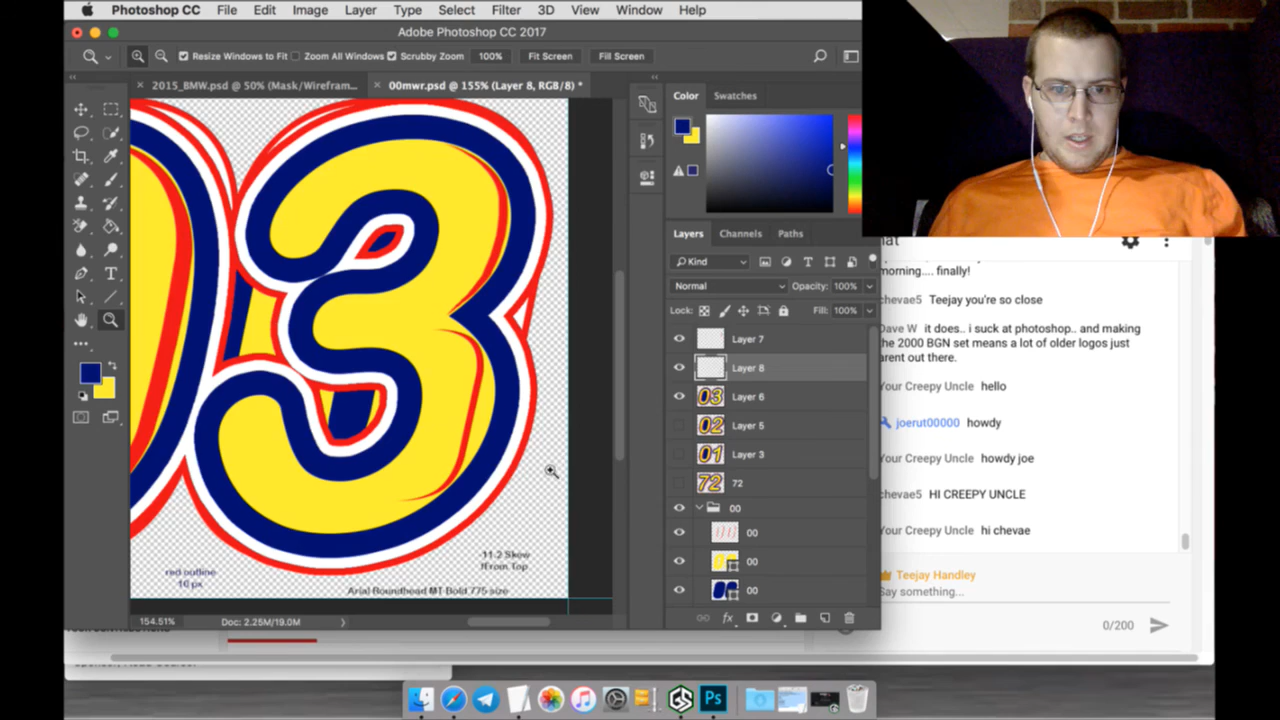 Photoshop CC File Edit Image Layer Type Select Filter 3D View Window Help
Adobe Photoshop CC 2017
Resize Windows to Fit Zoom All Windows Scrubby Zoom 100% Fit Screen Fill Screen
2015_BMW.psd @ 50% (Mask/Wirefram... 00mwr.psd @ 155% (Layer 8, RGB/8) *
Color Swatches
Layers Channels Paths
Kind
Normal Opacity: 100%
Lock: Fill: 100%
Layer 7
Layer 8
03 Layer 6
02 Layer 5
01 Layer 3
72 72
00
00
00
00
03
red outline
10 px
11.2 Skew
fFrom Top
Arial Roundhead MT Bold 775 size
154.51% Doc: 2.25M/19.0M
morning.... finally!
chevae5 Teejay you're so close
Dave W it does.. i suck at photoshop.. and making
the 2000 BGN set means a lot of older logos just
arent out there.
Your Creepy Uncle hello
joerut00000 howdy
Your Creepy Uncle howdy joe
chevae5 HI CREEPY UNCLE
Your Creepy Uncle hi chevae
Teejay Handley
Say something...
0/200
GS
Ps